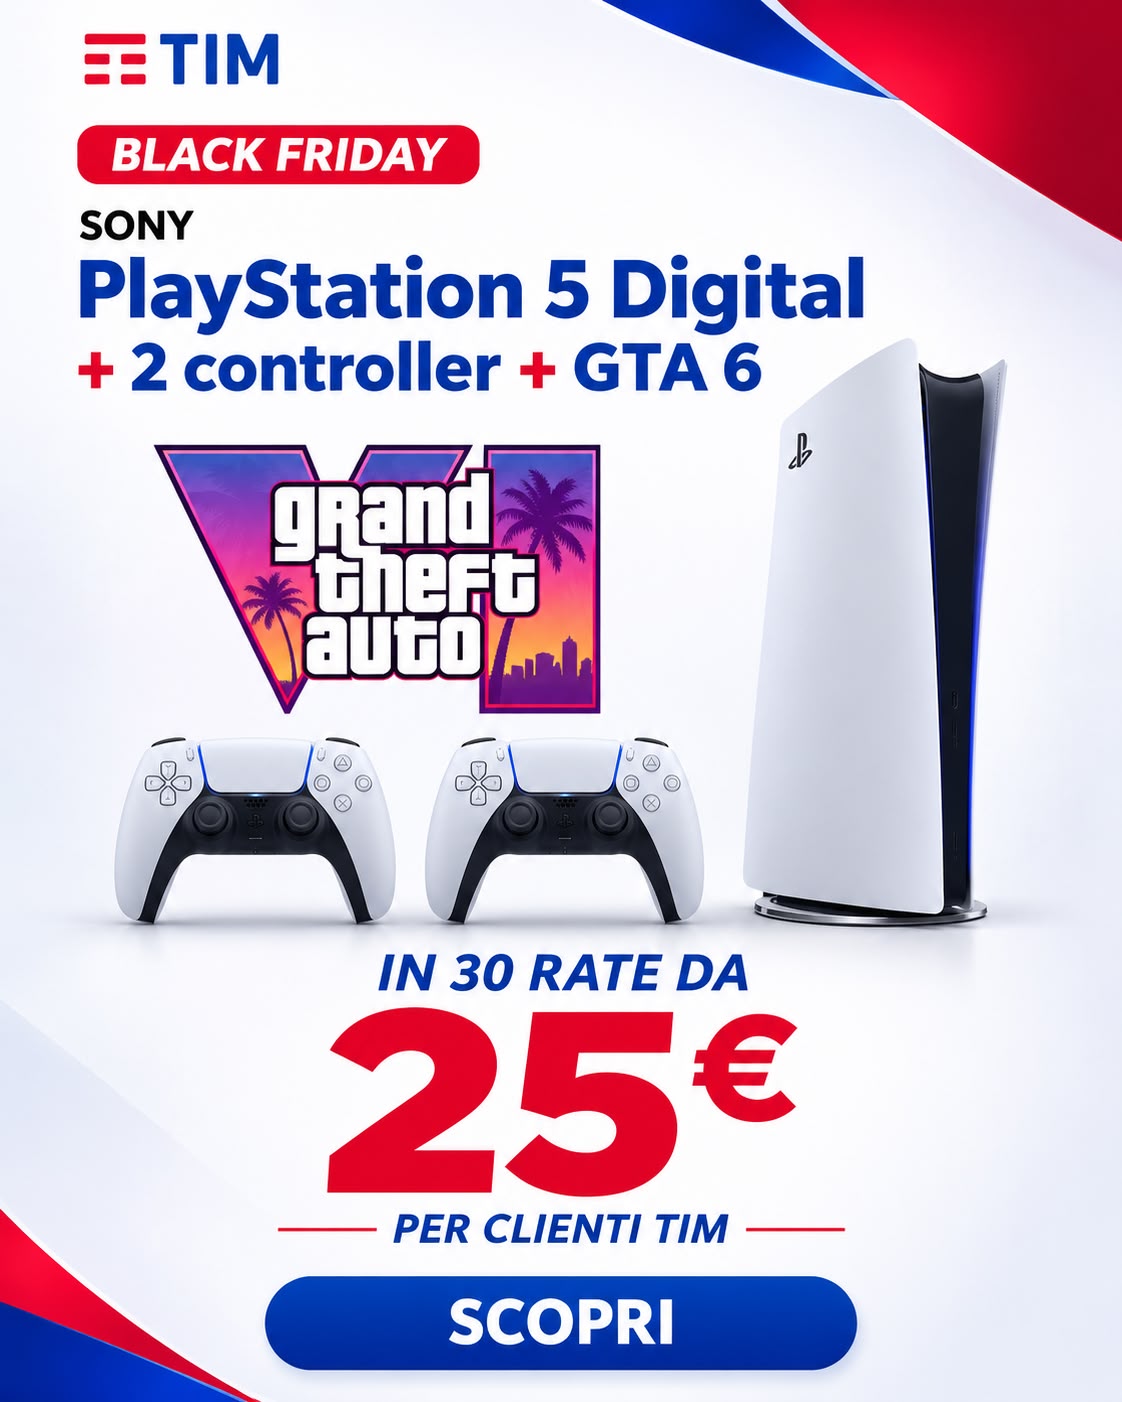 TIM
BLACK FRIDAY
SONY
PlayStation 5 Digital
+ 2 controller + GTA 6
VI
grand
theft
auto
IN 30 RATE DA
25€
PER CLIENTI TIM
SCOPRI